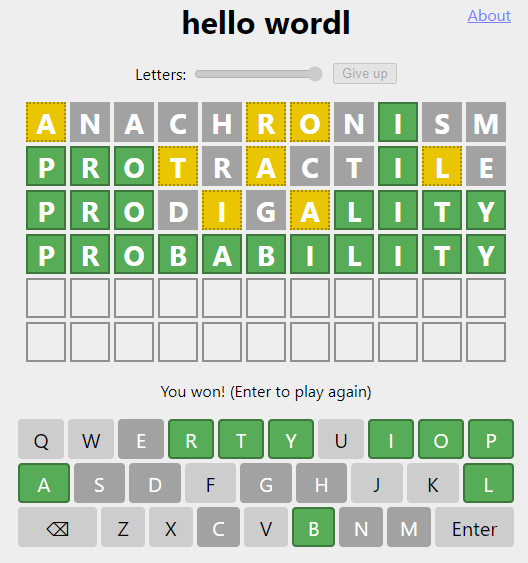 hello wordl
About
Letters:
Give up
A N A C H R O N I S M
P R O T R A C T I L E
P R O D I G A L I T Y
P R O B A B I L I T Y
You won! (Enter to play again)
Q W E R T Y U I O P
A S D F G H J K L
⌫ Z X C V B N M Enter